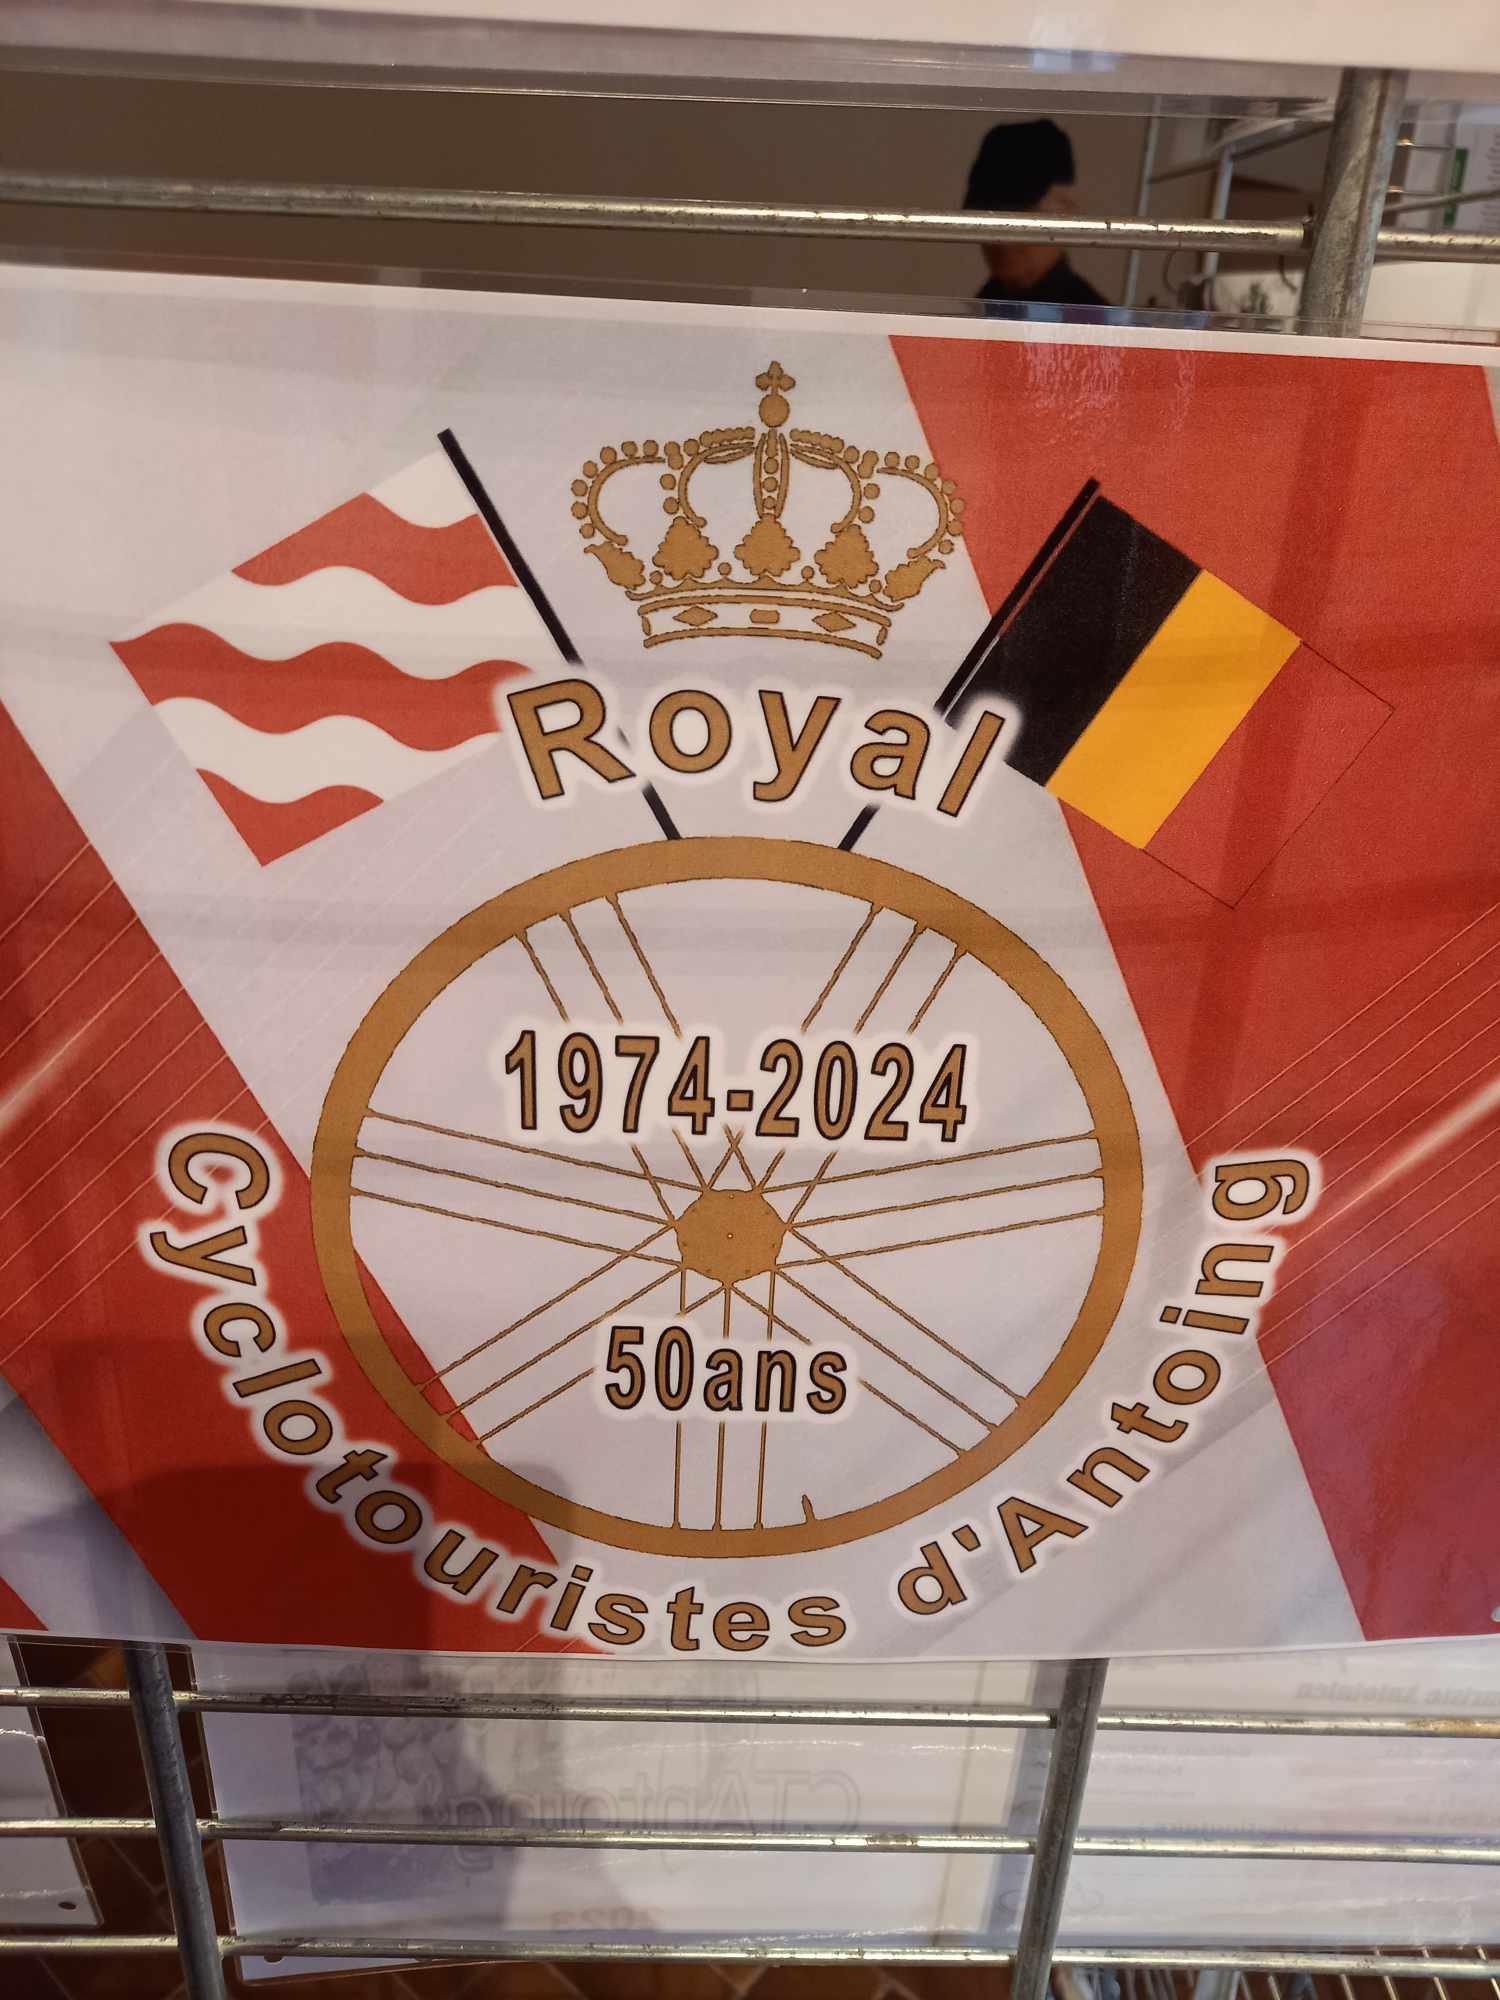 Royal
1974-2024
50ans
Cyclotouristes d'Antoing